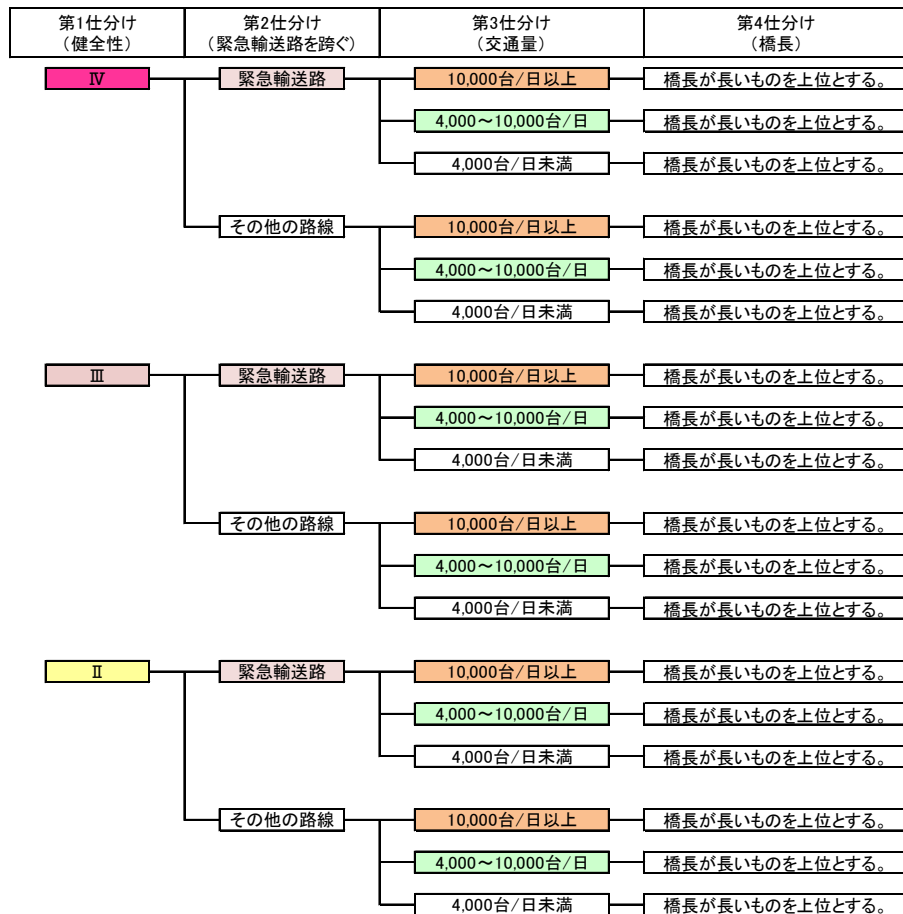 第1仕分け
（健全性）
第2仕分け
（緊急輸送路を跨ぐ）
第3仕分け
（交通量）
第4仕分け
（橋長）
Ⅳ
緊急輸送路
10,000台/日以上
橋長が長いものを上位とする。
4,000～10,000台/日
橋長が長いものを上位とする。
4,000台/日未満
橋長が長いものを上位とする。
その他の路線
10,000台/日以上
橋長が長いものを上位とする。
4,000～10,000台/日
橋長が長いものを上位とする。
4,000台/日未満
橋長が長いものを上位とする。
Ⅲ
緊急輸送路
10,000台/日以上
橋長が長いものを上位とする。
4,000～10,000台/日
橋長が長いものを上位とする。
4,000台/日未満
橋長が長いものを上位とする。
その他の路線
10,000台/日以上
橋長が長いものを上位とする。
4,000～10,000台/日
橋長が長いものを上位とする。
4,000台/日未満
橋長が長いものを上位とする。
Ⅱ
緊急輸送路
10,000台/日以上
橋長が長いものを上位とする。
4,000～10,000台/日
橋長が長いものを上位とする。
4,000台/日未満
橋長が長いものを上位とする。
その他の路線
10,000台/日以上
橋長が長いものを上位とする。
4,000～10,000台/日
橋長が長いものを上位とする。
4,000台/日未満
橋長が長いものを上位とする。